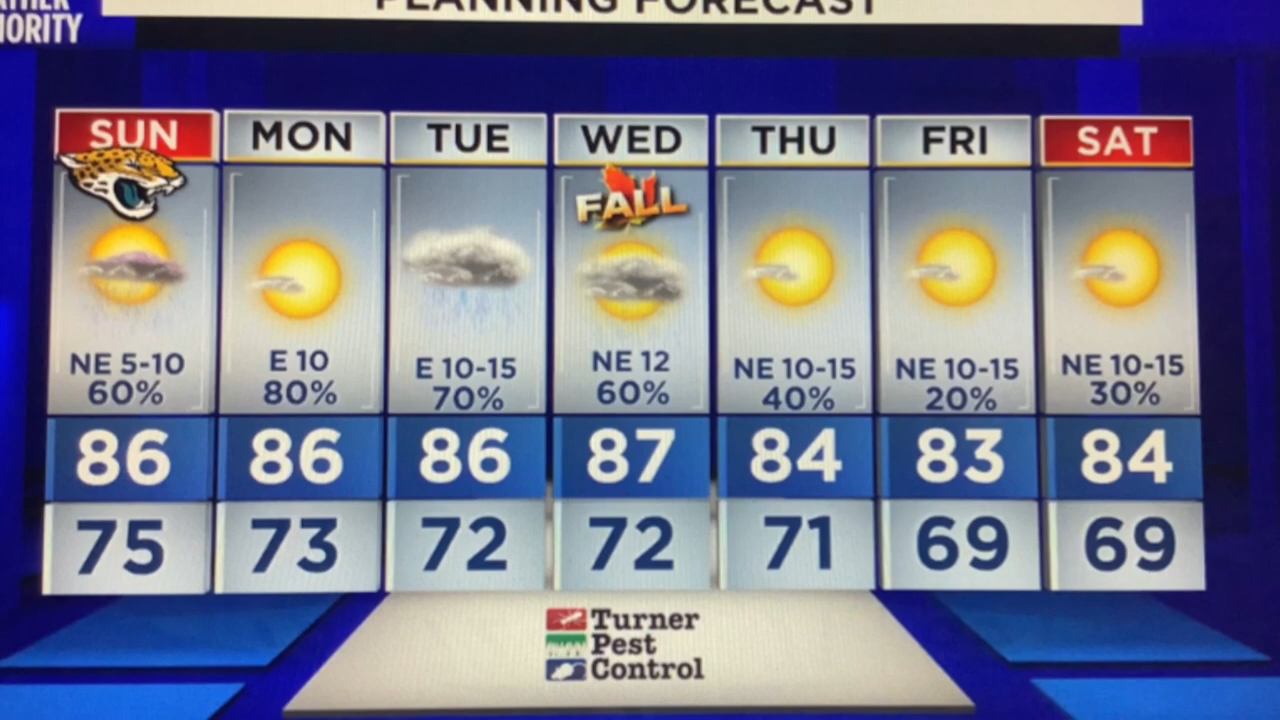 PLANNING FORECAST
SUN MON TUE WED THU FRI SAT
FALL
NE 5-10 E 10 E 10-15 NE 12 NE 10-15 NE 10-15 NE 10-15
60% 80% 70% 60% 40% 20% 30%
86 86 86 87 84 83 84
75 73 72 72 71 69 69
Turner
Pest
Control